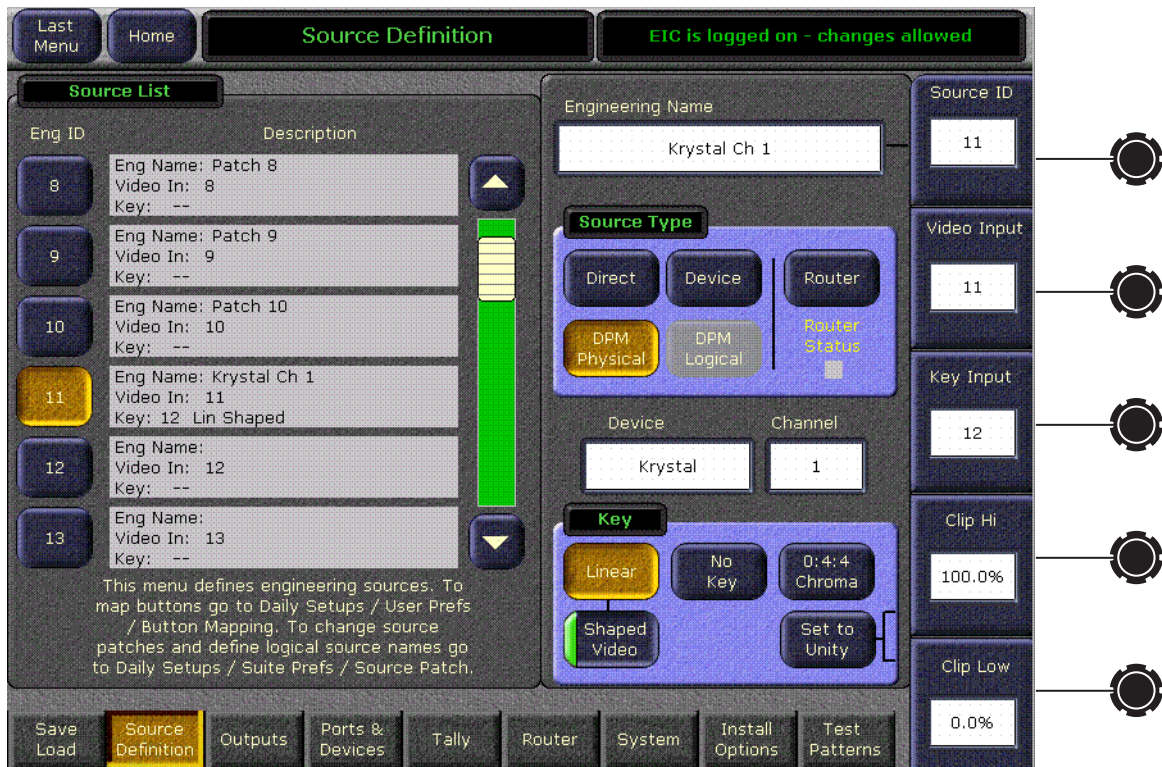 Last
Menu
Home
Source Definition
EIC is logged on - changes allowed
Source List
Eng ID
Description
8
Eng Name: Patch 8
Video In: 8
Key: --
9
Eng Name: Patch 9
Video In: 9
Key: --
10
Eng Name: Patch 10
Video In: 10
Key: --
11
Eng Name: Krystal Ch 1
Video In: 11
Key: 12 Lin Shaped
12
Eng Name:
Video In: 12
Key: --
13
Eng Name:
Video In: 13
Key: --
This menu defines engineering sources. To
map buttons go to Daily Setups / User Prefs
/ Button Mapping. To change source
patches and define logical source names go
to Daily Setups / Suite Prefs / Source Patch.
Engineering Name
Krystal Ch 1
Source Type
Direct
Device
Router
DPM
Physical
DPM
Logical
Router
Status
Device
Channel
Krystal
1
Key
Linear
No
Key
0:4:4
Chroma
Shaped
Video
Set to
Unity
Source ID
11
Video Input
11
Key Input
12
Clip Hi
100.0%
Clip Low
0.0%
Save
Load
Source
Definition
Outputs
Ports &
Devices
Tally
Router
System
Install
Options
Test
Patterns